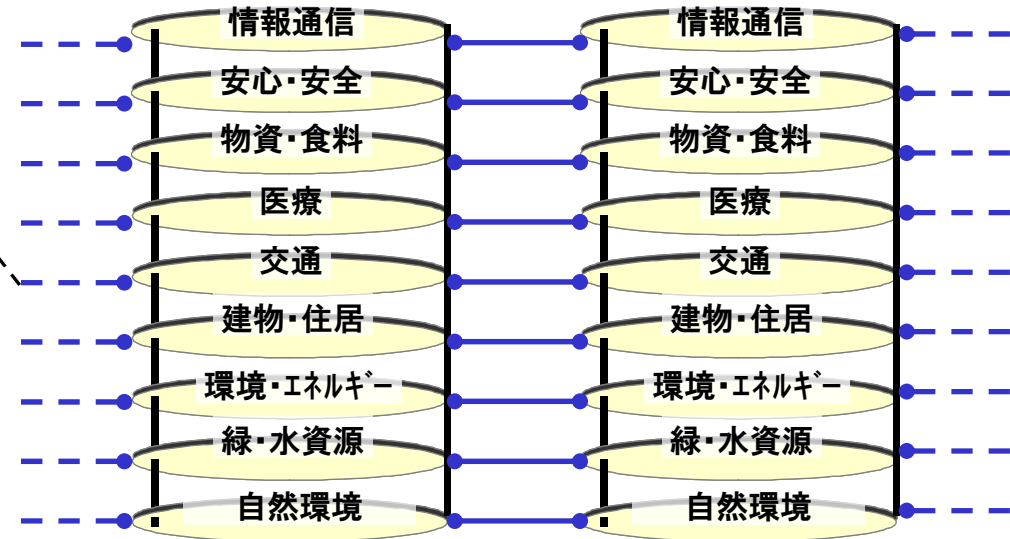 情報通信 情報通信
安心・安全 安心・安全
物資・食料 物資・食料
医療 医療
交通 交通
建物・住居 建物・住居
環境・エネルギー 環境・エネルギー
緑・水資源 緑・水資源
自然環境 自然環境